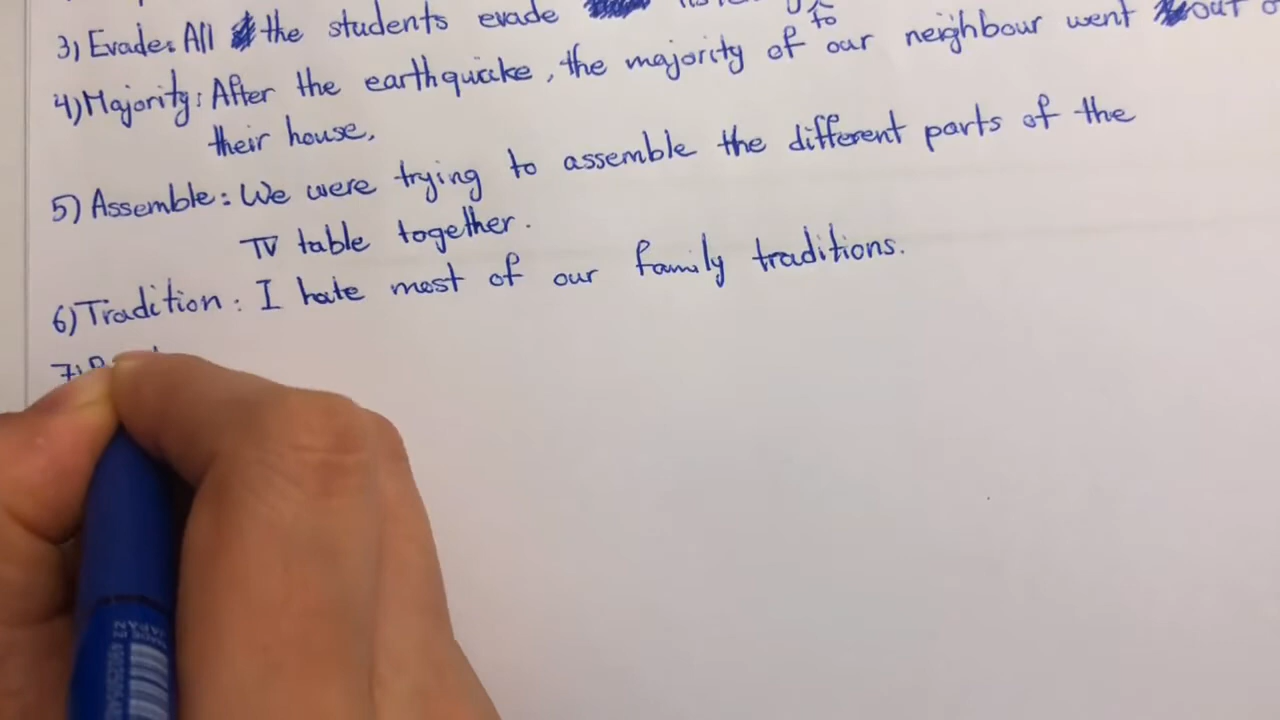 3) Evade: All the students evade
to
4) Majority: After the earthquake, the majority of our neighbour went out
their house.
5) Assemble: We were trying to assemble the different parts of the
TV table together.
6) Tradition: I hate most of our family traditions.
7)